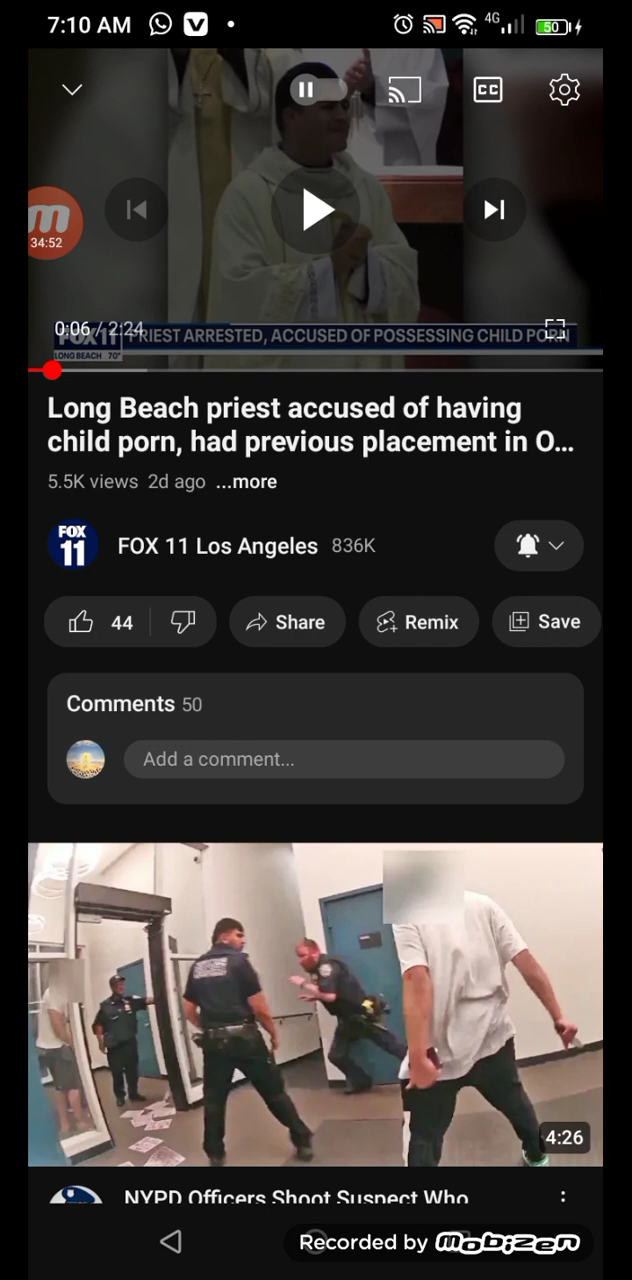 7:10 AM
4G
50
CC
m
34:52
0:06 / 2:24
FOX 11
PRIEST ARRESTED, ACCUSED OF POSSESSING CHILD PORN
LONG BEACH 70°
Long Beach priest accused of having
child porn, had previous placement in O...
5.5K views 2d ago ...more
FOX
11
FOX 11 Los Angeles 836K
44
Share
Remix
Save
Comments 50
Add a comment...
4:26
NYPD Officers Shoot Suspect Who
Recorded by Mobizen